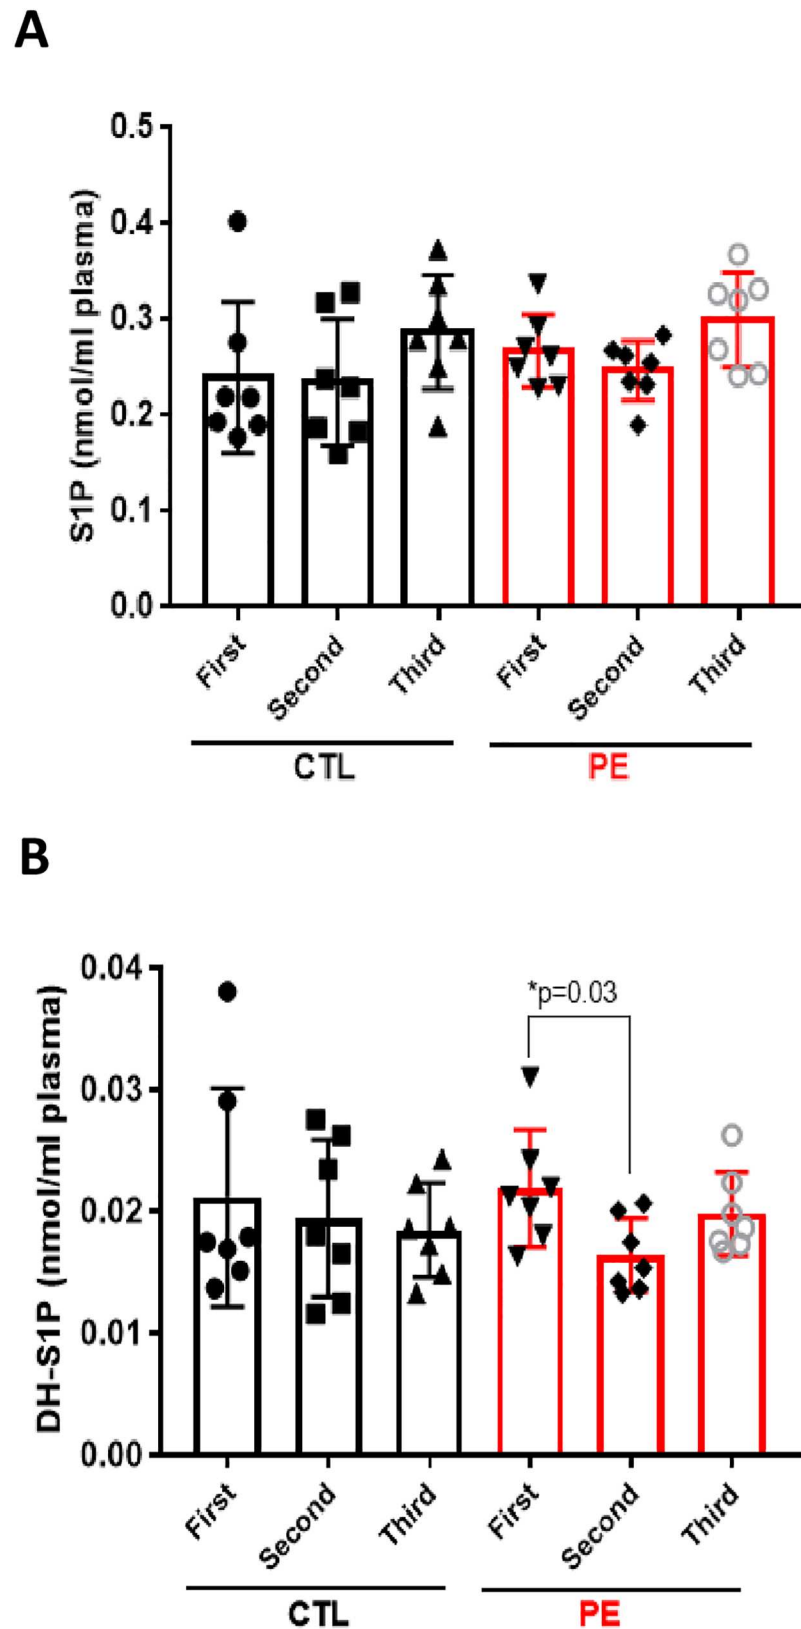 A
S1P (nmol/ml plasma)
0.5
0.4
0.3
0.2
0.1
0.0
First
Second
Third
First
Second
Third
CTL
PE
B
DH-S1P (nmol/ml plasma)
0.04
0.03
0.02
0.01
0.00
*p=0.03
First
Second
Third
First
Second
Third
CTL
PE